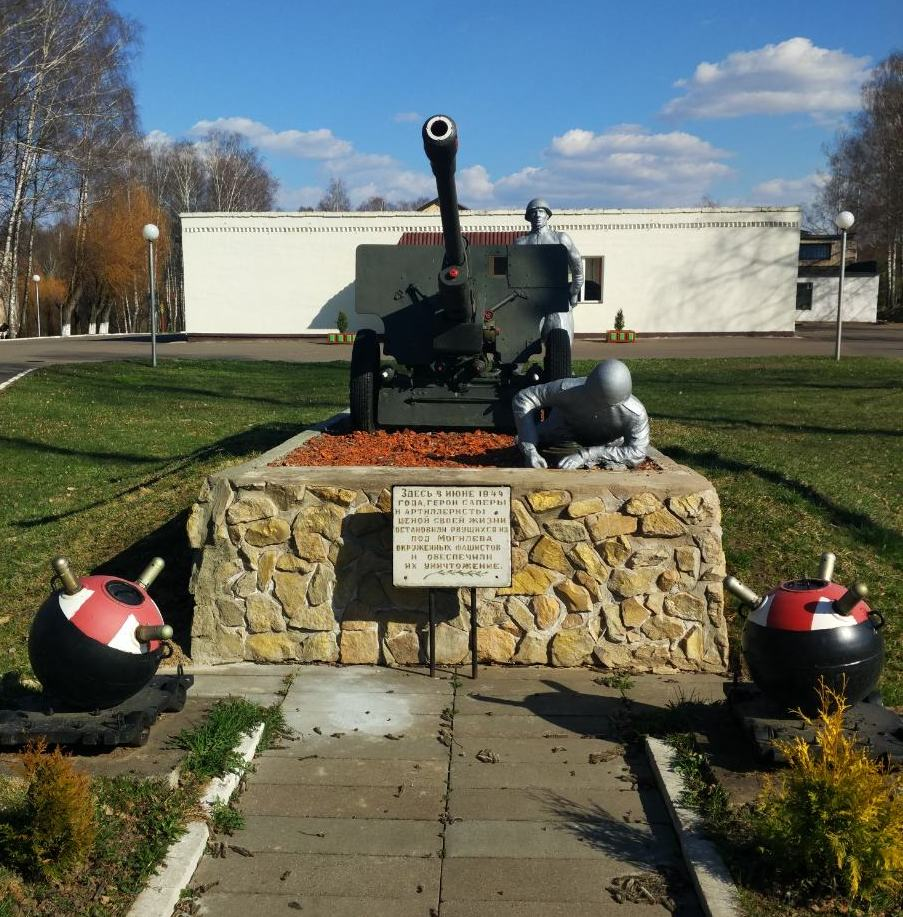 Здесь 4 июне 1944
года, герои саперы
и артиллеристы
ценой своей жизни
остановили рвущихся из
под Могилева
окруженных фашистов
и обеспечили
их уничтожение.